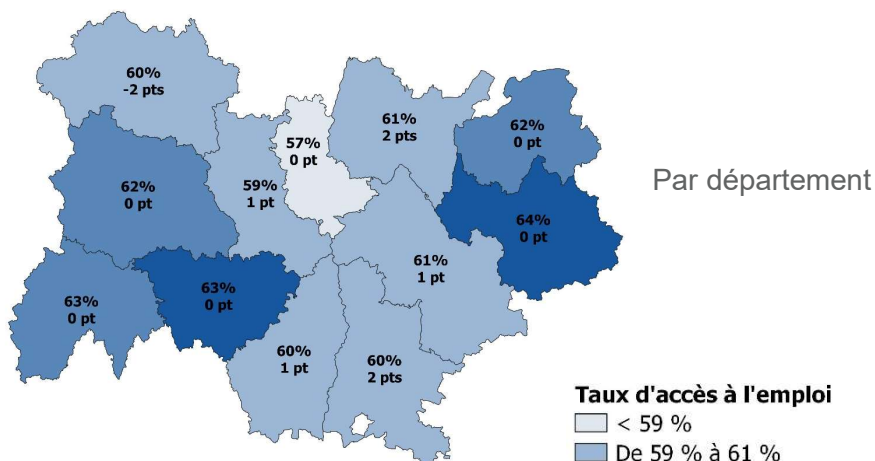 60%
-2 pts
57%
0 pt
61%
2 pts
62%
0 pt
62%
0 pt
59%
1 pt
Par département
64%
0 pt
61%
1 pt
63%
0 pt
63%
0 pt
60%
1 pt
60%
2 pts
Taux d'accès à l'emploi
< 59 %
De 59 % à 61 %